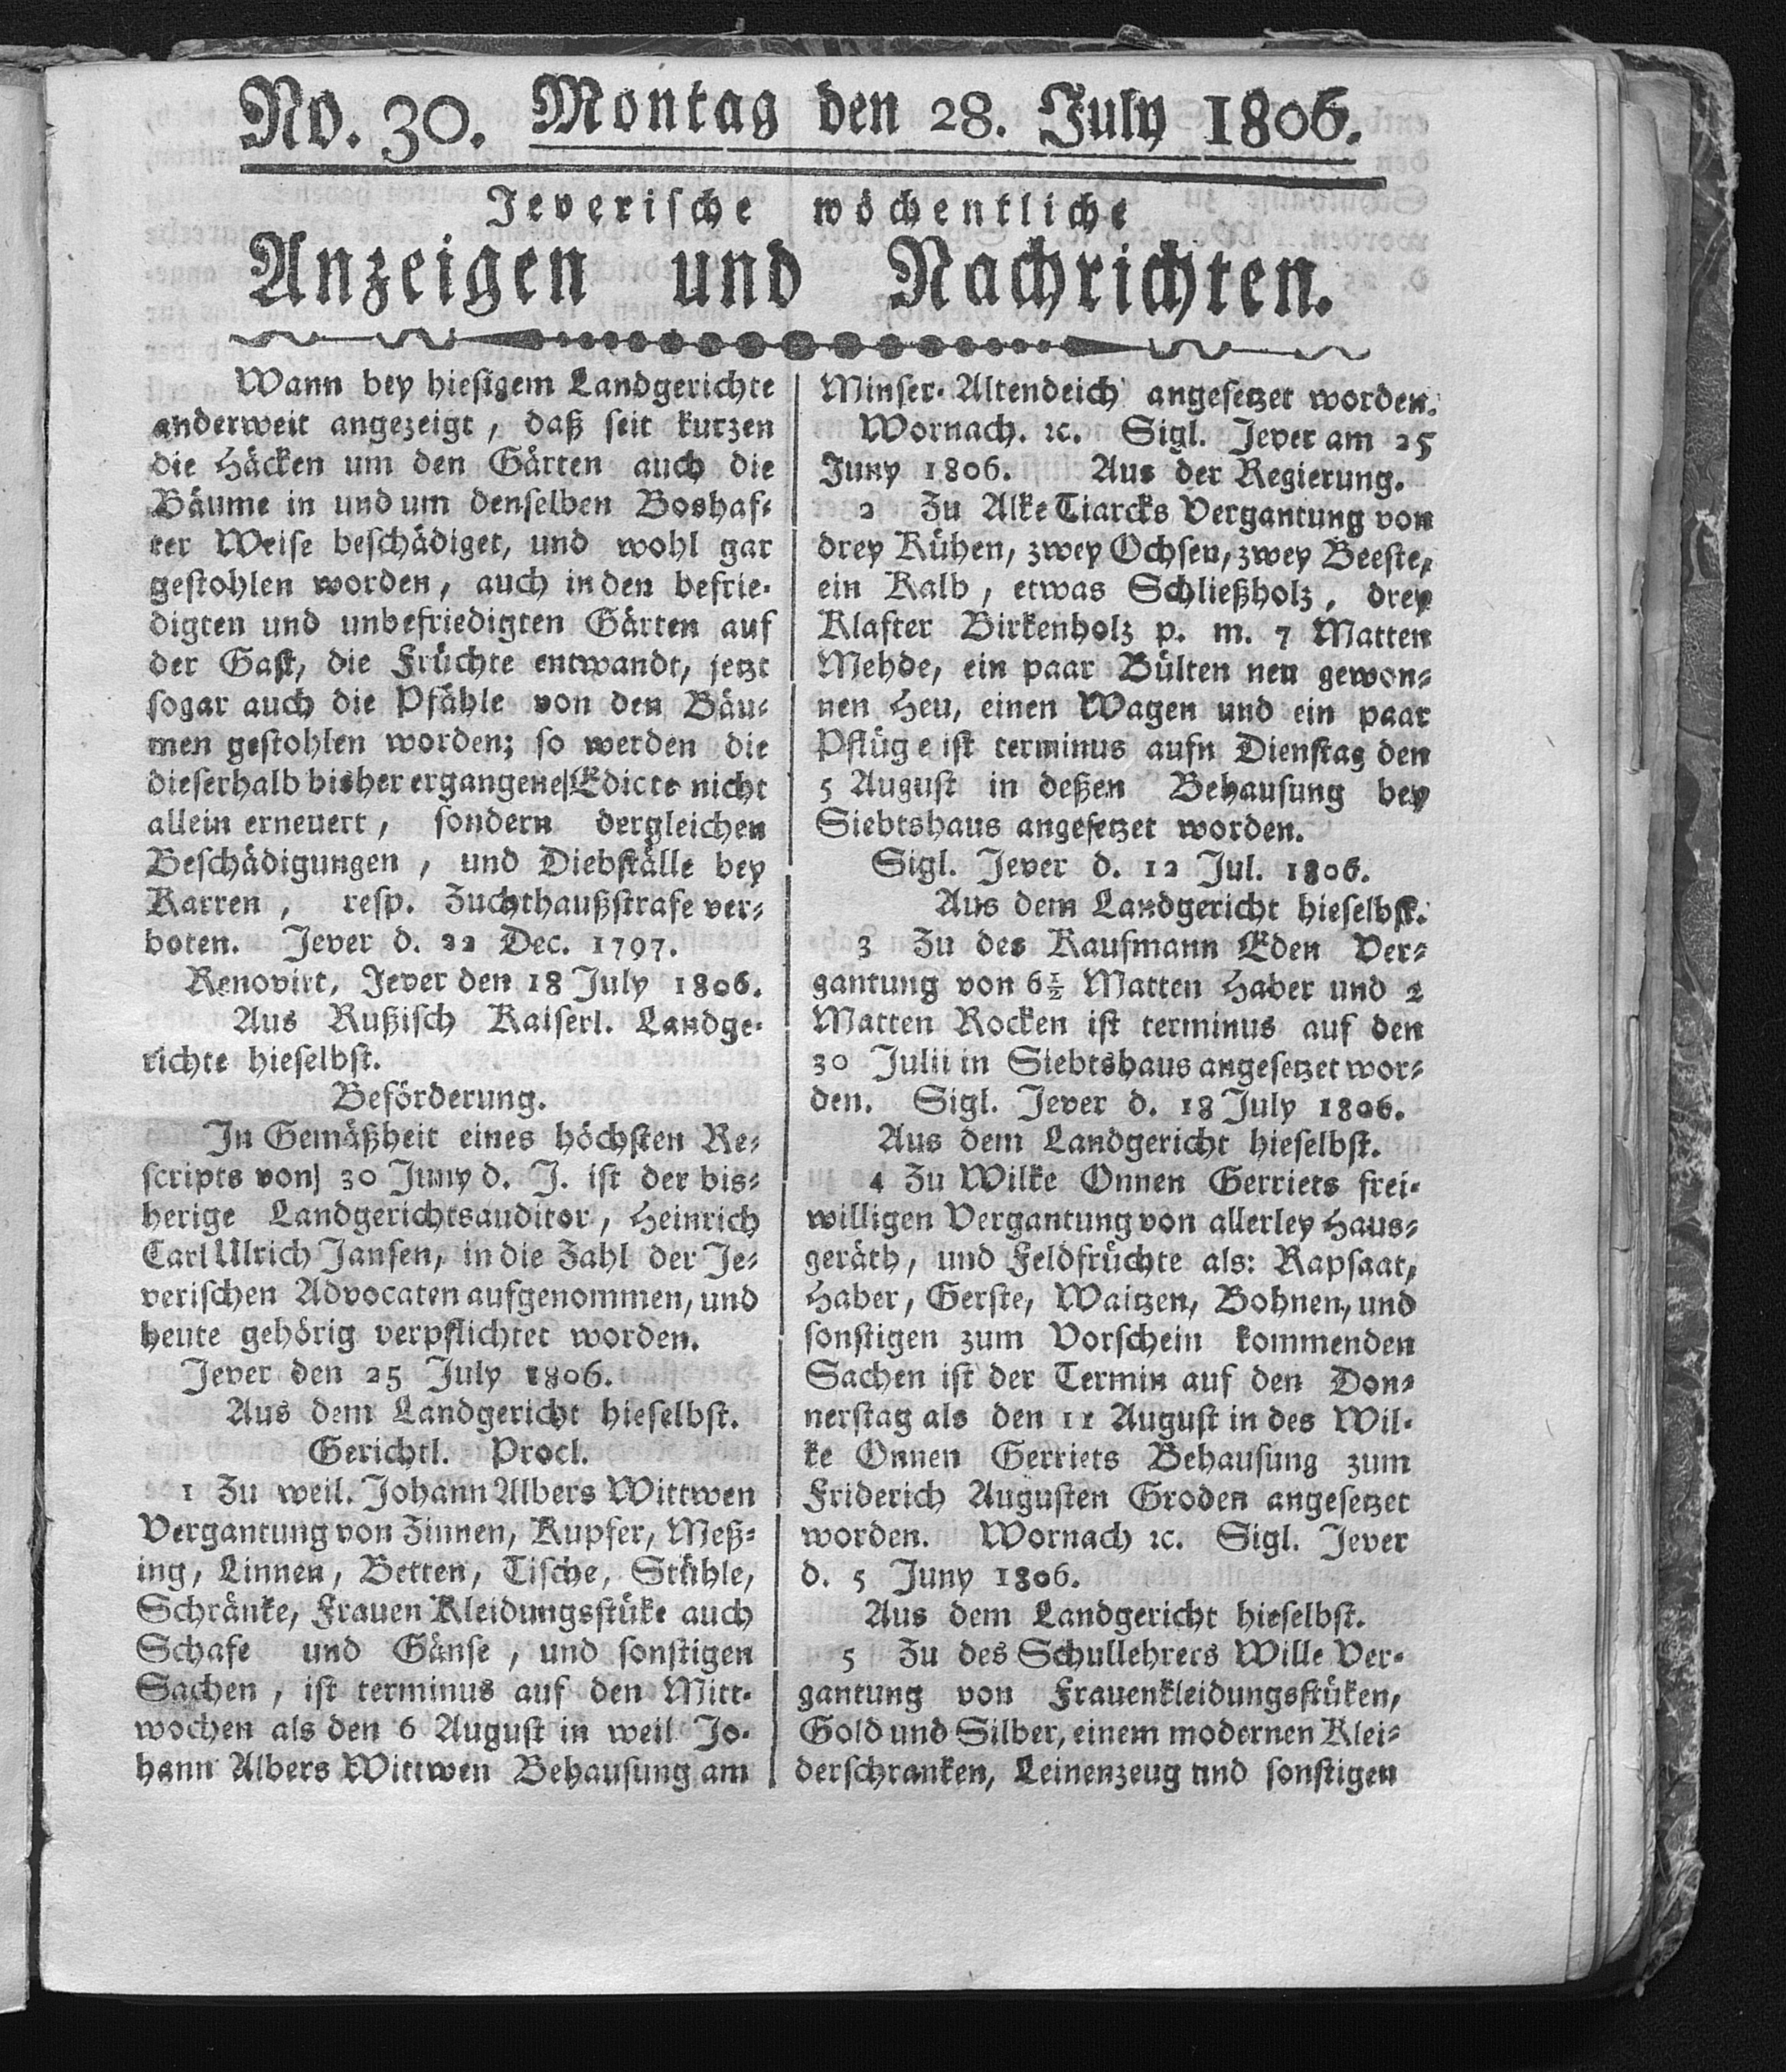 No. 30. Montag den 28. July 1806.
Jeverische wöchentliche
Anzeigen und Nachrichten.
Wann bey hiesigem Landgerichte
anderweit angezeigt, daß seit kurzen
die Häcken um den Gärten auch die
Bäume in und um denselben Boshaf-
ter Weise beschädiget, und wohl gar
gestohlen worden, auch in den befrie-
digten und unbefriedigten Gärten auf
der Gast, die Früchte entwandt, jetzt
sogar auch die Pfähle von den Bäu-
men gestohlen worden; so werden die
dieserhalb bisher ergangene Edicte nicht
allein erneuert, sondern dergleichen
Beschädigungen, und Diebställe bey
Karren, resp. Zuchthaußstrafe ver-
boten. Jever d. 22 Dec. 1797.
Renovirt, Jever den 18 July 1806.
Aus Rußisch Kaiserl. Landge-
richte hieselbst.
Beförderung.
In Gemäßheit eines höchsten Re-
scripts von 30 Juny d. J. ist der bis-
herige Landgerichtsauditor, Heinrich
Carl Ulrich Jansen, in die Zahl der Je-
verischen Advocaten aufgenommen, und
heute gehörig verpflichtet worden.
Jever den 25 July 1806.
Aus dem Landgericht hieselbst.
Gerichtl. Procl.
1 Zu weil. Johann Albers Wittwen
Vergantung von Zinnen, Kupfer, Meß-
ing, Linnen, Betten, Tische, Stühle,
Schränke, Frauen Kleidungsstüke auch
Schafe und Gänse, und sonstigen
Sachen, ist terminus auf den Mitt-
wochen als den 6 August in weil Jo-
hann Albers Wittwen Behausung am
Minser-Altendeich angesetzet worden.
Wornach. ꝛc. Sigl. Jever am 25
Juny 1806. Aus der Regierung.
2 Zu Alke Tiarcks Vergantung von
drey Kühen, zwey Ochsen, zwey Beeste,
ein Kalb, etwas Schließholz, drey
Klafter Birkenholz p. m. 7 Matten
Mehde, ein paar Bülten neu gewon-
nen Heu, einen Wagen und ein paar
Pflüge ist terminus aufn Dienstag den
5 August in deßen Behausung bey
Siebtshaus angesetzet worden.
Sigl. Jever d. 12 Jul. 1806.
Aus dem Landgericht hieselbst.
3 Zu des Kaufmann Eden Ver-
gantung von 6½ Matten Haber und 2
Matten Rocken ist terminus auf den
30 Julii in Siebtshaus angesetzet wor-
den. Sigl. Jever d. 18 July 1806.
Aus dem Landgericht hieselbst.
4 Zu Wilke Onnen Gerriets frei-
willigen Vergantung von allerley Haus-
geräth, und Feldfrüchte als: Rapsaat,
Haber, Gerste, Waitzen, Bohnen, und
sonstigen zum Vorschein kommenden
Sachen ist der Termin auf den Don-
nerstag als den 11 August in des Wil-
ke Onnen Gerriets Behausung zum
Friderich Augusten Groden angesetzet
worden. Wornach ꝛc. Sigl. Jever
d. 5 Juny 1806.
Aus dem Landgericht hieselbst.
5 Zu des Schullehrers Wille Ver-
gantung von Frauenkleidungsstüken,
Gold und Silber, einem modernen Klei-
derschranken, Leinenzeug und sonstigen